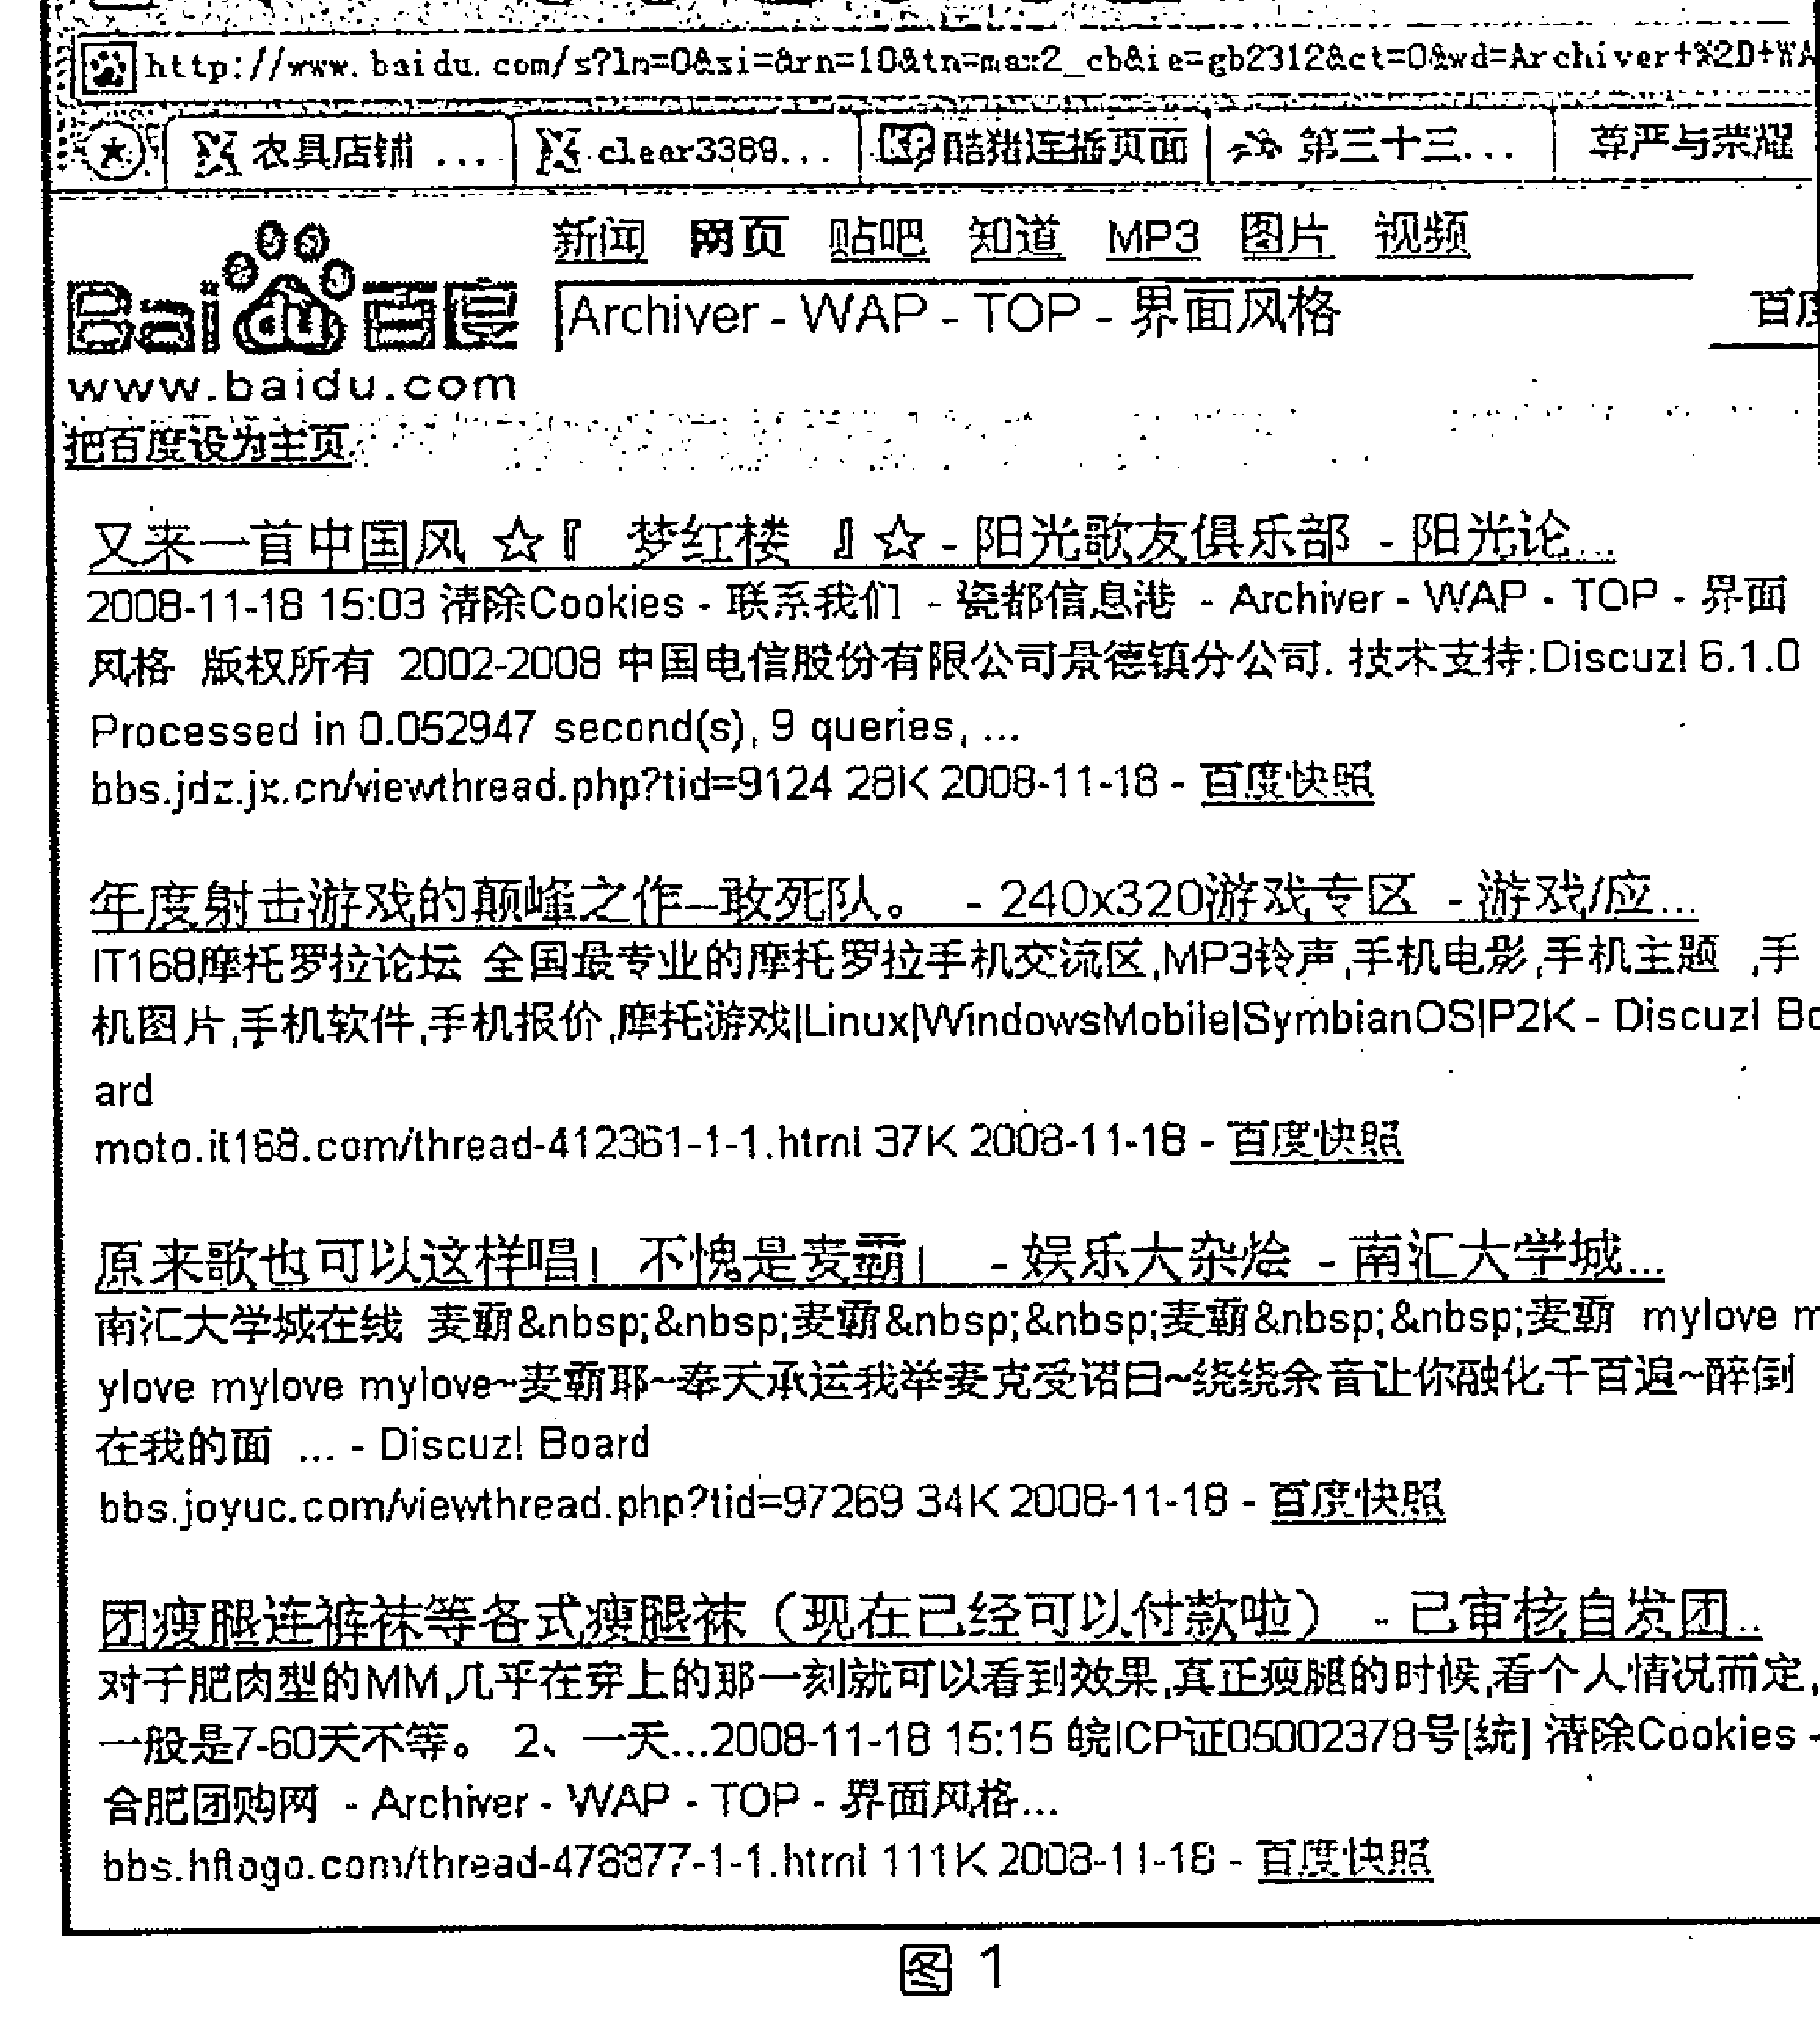 http://www.baidu.com/s?ln=0&si=&rn=10&tn=max2_cb&ie=gb2312&ct=0&wd=Archiver+%2D+WA
农具店铺 ... clear3389... 酷猪连播页面 第三十三... 尊严与荣耀
新闻 网页 贴吧 知道 MP3 图片 视频
Baidu百度 Archiver - WAP - TOP - 界面风格 百度
www.baidu.com
把百度设为主页
又来一首中国风 ☆『 梦红楼 』☆ - 阳光歌友俱乐部 - 阳光论...
2008-11-18 15:03 清除Cookies - 联系我们 - 瓷都信息港 - Archiver - WAP - TOP - 界面
风格 版权所有 2002-2008 中国电信股份有限公司景德镇分公司. 技术支持:Discuz! 6.1.0
Processed in 0.052947 second(s), 9 queries, ...
bbs.jdz.jx.cn/viewthread.php?tid=9124 28K 2008-11-18 - 百度快照
年度射击游戏的颠峰之作--敢死队。 - 240x320游戏专区 - 游戏/应...
IT168摩托罗拉论坛 全国最专业的摩托罗拉手机交流区,MP3铃声,手机电影,手机主题 ,手
机图片,手机软件,手机报价,摩托游戏|Linux|WindowsMobile|SymbianOS|P2K - Discuz! Bo
ard
moto.it168.com/thread-412361-1-1.html 37K 2008-11-18 - 百度快照
原来歌也可以这样唱! 不愧是麦霸! - 娱乐大杂烩 - 南汇大学城...
南汇大学城在线 麦霸&nbsp;&nbsp;麦霸&nbsp;&nbsp;麦霸&nbsp;&nbsp;麦霸 mylove m
ylove mylove mylove~麦霸耶~奉天承运我举麦克受诏曰~绕绕余音让你融化千百遍~醉倒
在我的面 ... - Discuz! Board
bbs.joyuc.com/viewthread.php?tid=97269 34K 2008-11-18 - 百度快照
团瘦腿连裤袜等各式瘦腿袜（现在已经可以付款啦） - 已审核自发团..
对于肥肉型的MM,几乎在穿上的那一刻就可以看到效果,真正瘦腿的时候,看个人情况而定,
一般是7-60天不等。 2、一天...2008-11-18 15:15 皖ICP证05002378号[统] 清除Cookies -
合肥团购网 - Archiver - WAP - TOP - 界面风格...
bbs.hftogo.com/thread-478377-1-1.html 111K 2008-11-18 - 百度快照
图 1